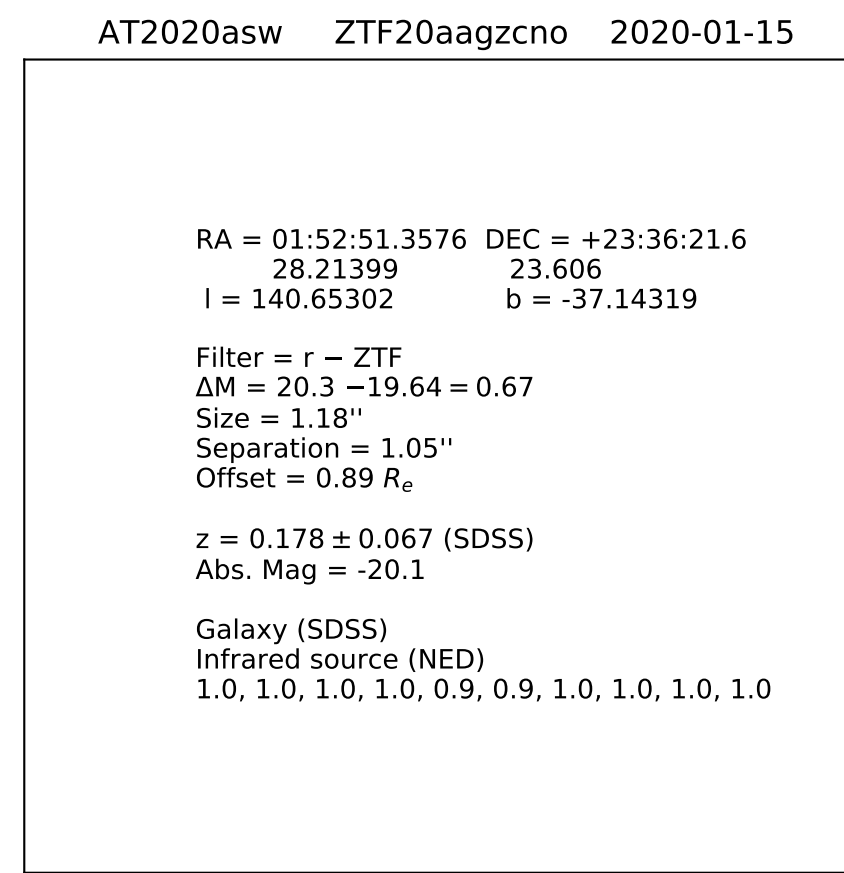 AT2020asw ZTF20aagzcno 2020-01-15
RA = 01:52:51.3576 DEC = +23:36:21.6
28.21399 23.606
l = 140.65302 b = -37.14319
Filter = r − ZTF
ΔM = 20.3 −19.64 = 0.67
Size = 1.18''
Separation = 1.05''
Offset = 0.89 Rₑ
z = 0.178 ± 0.067 (SDSS)
Abs. Mag = -20.1
Galaxy (SDSS)
Infrared source (NED)
1.0, 1.0, 1.0, 1.0, 0.9, 0.9, 1.0, 1.0, 1.0, 1.0